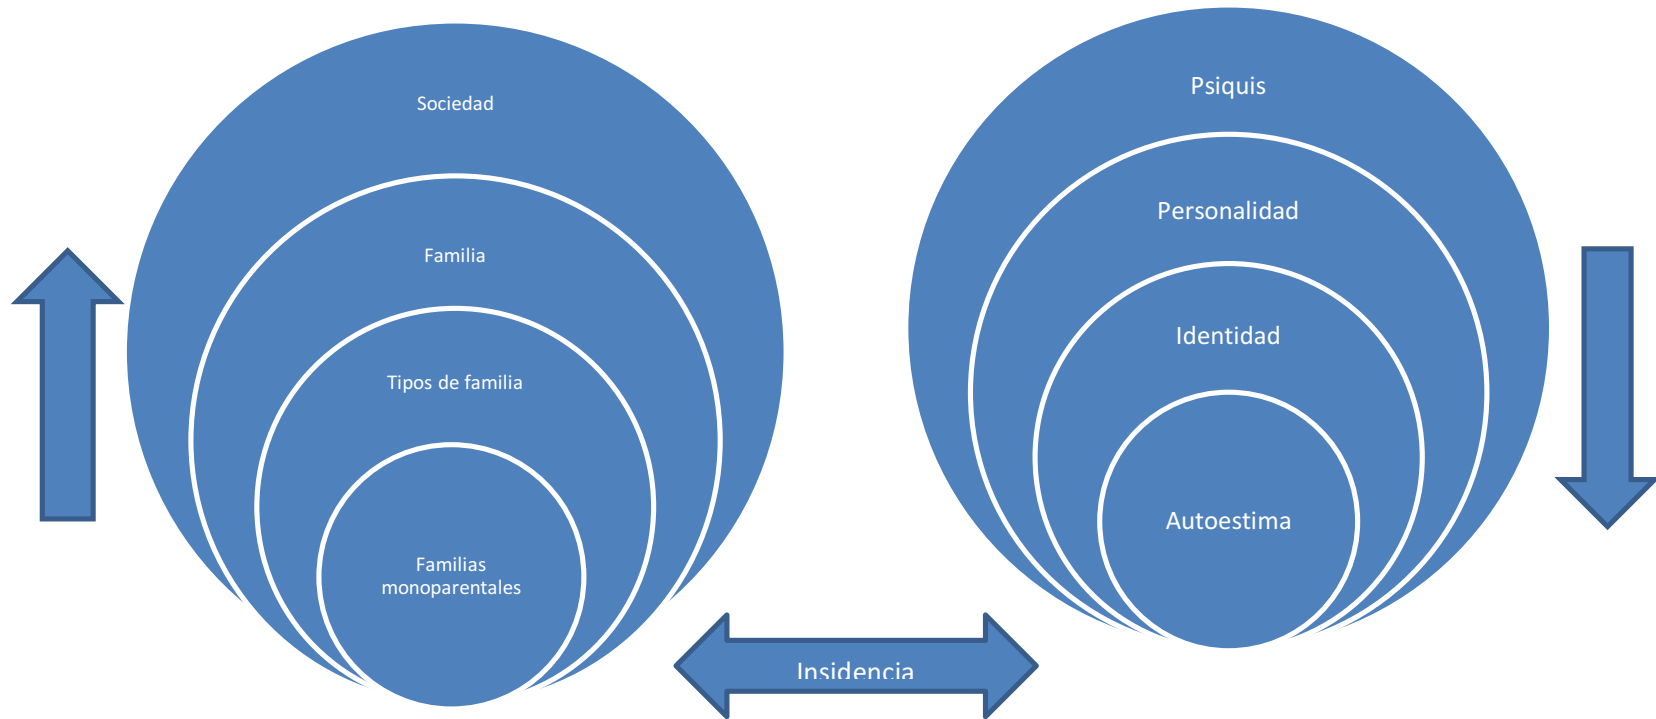 Sociedad
Familia
Tipos de familia
Familias
monoparentales
Psiquis
Personalidad
Identidad
Autoestima
Insidencia